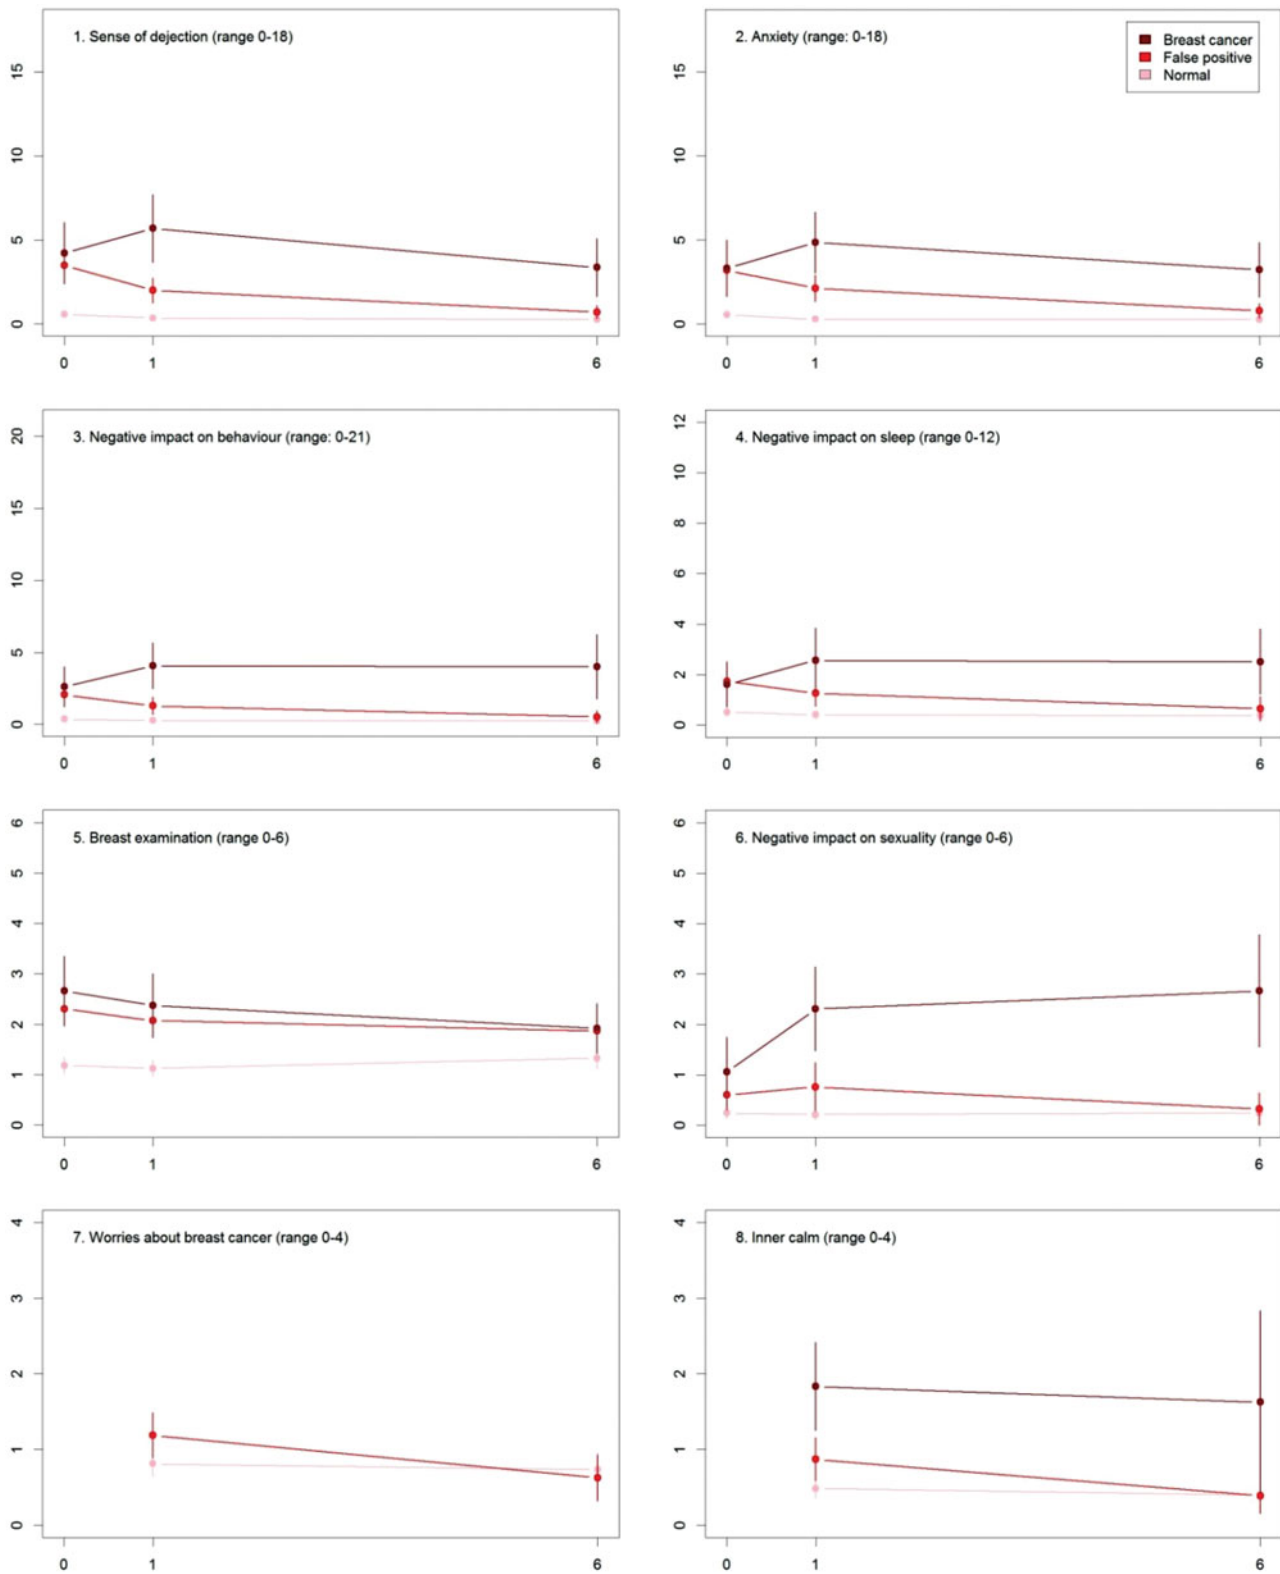 1. Sense of dejection (range 0-18)
15
10
5
0
0 1 6
2. Anxiety (range: 0-18)
Breast cancer
False positive
Normal
15
10
5
0
0 1 6
3. Negative impact on behaviour (range: 0-21)
20
15
10
5
0
0 1 6
4. Negative impact on sleep (range 0-12)
12
10
8
6
4
2
0
0 1 6
5. Breast examination (range 0-6)
6
5
4
3
2
1
0
0 1 6
6. Negative impact on sexuality (range 0-6)
6
5
4
3
2
1
0
0 1 6
7. Worries about breast cancer (range 0-4)
4
3
2
1
0
0 1 6
8. Inner calm (range 0-4)
4
3
2
1
0
0 1 6